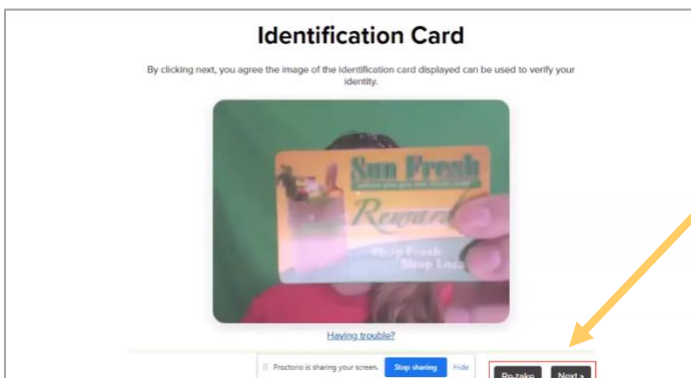 Identification Card
By clicking next, you agree the image of the identification card displayed can be used to verify your
identity.
Sun Fresh
Reward
Shop Fresh
Shop Loca
Having trouble?
Proctorio is sharing your screen. Stop sharing Hide
Re-take Next